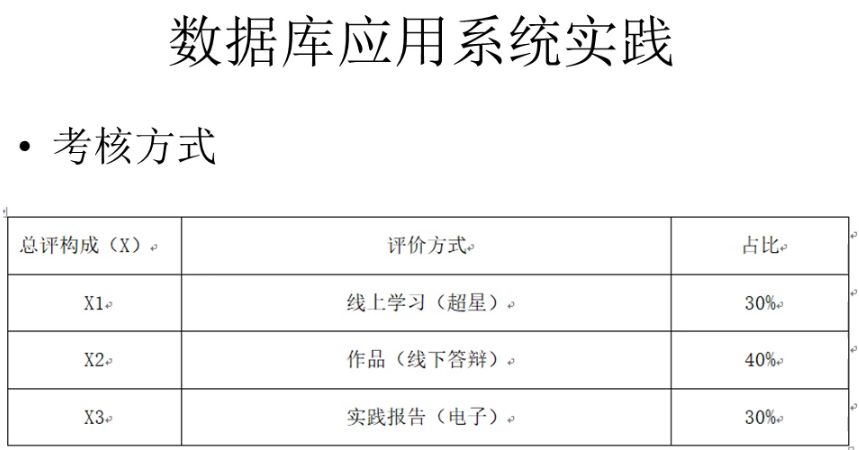 数据库应用系统实践
• 考核方式
总评构成（X） 评价方式 占比
X1 线上学习（超星） 30%
X2 作品（线下答辩） 40%
X3 实践报告（电子） 30%